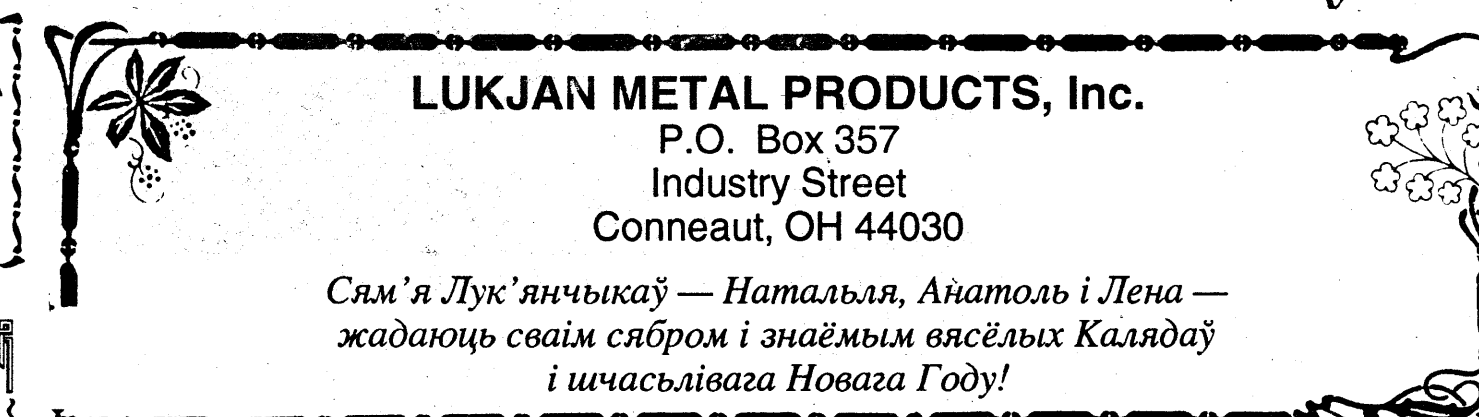 LUKJAN METAL PRODUCTS, Inc.
P.O. Box 357
Industry Street
Conneaut, OH 44030
Сям'я Лук'янчыкаў — Натальля, Анатоль і Лена —
жадаюць сваім сябром і знаёмым вясёлых Калядаў
і шчасьлівага Новага Году!